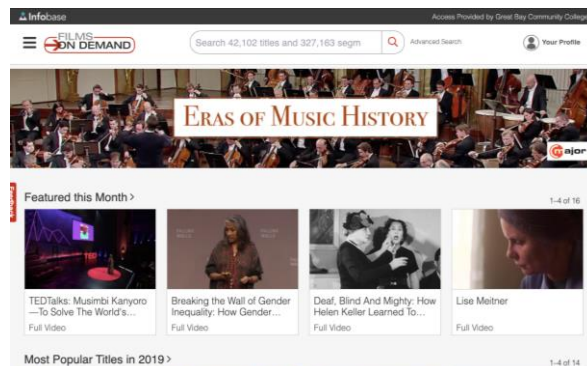 Infobase
Access Provided by Great Bay Community College
FILMS
ON DEMAND
Search 42,102 titles and 327,163 segm
Advanced Search
Your Profile
ERAS OF MUSIC HISTORY
major
Feedback
Featured this Month >
1–4 of 16
TEDTalks: Musimbi Kanyoro
—To Solve The World's...
Full Video
Breaking the Wall of Gender
Inequality: How Gender...
Full Video
Deaf, Blind And Mighty: How
Helen Keller Learned To...
Full Video
Lise Meitner
Full Video
Most Popular Titles in 2019 >
1–4 of 14